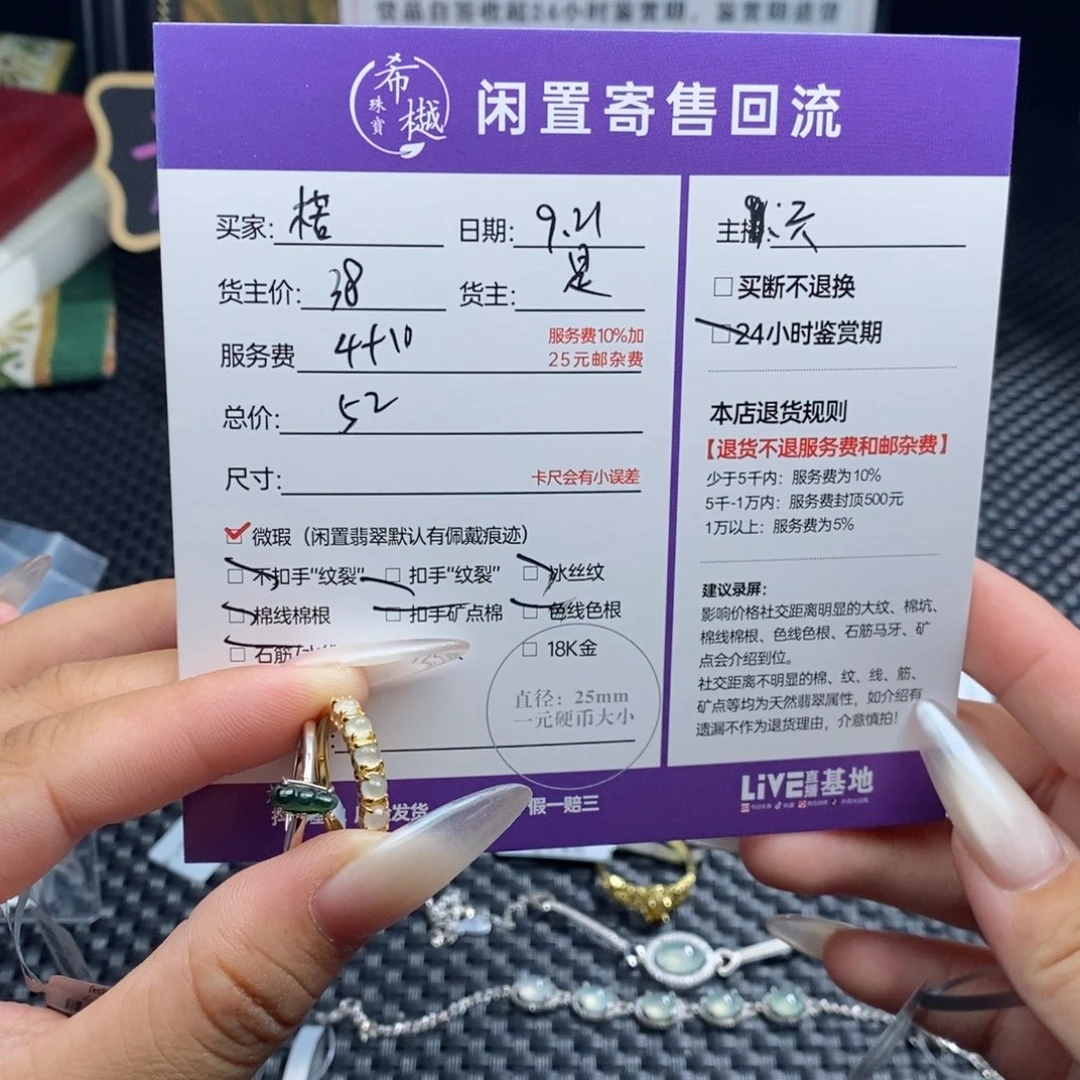 货品自签收起24小时鉴赏期,鉴赏期退货
希樾
珠寳
闲置寄售回流
买家: 楛
日期: 9.21
货主价: 38
货主: 是
服务费 4+10
服务费10%加
25元邮杂费
总价: 52
尺寸:
卡尺会有小误差
微瑕(闲置翡翠默认有佩戴痕迹)
不扣手"纹裂" 扣手"纹裂" 冰丝纹
棉线棉根 扣手矿点棉 色线色根
石筋 18K金
直径:25mm
一元硬币大小
发货 假一赔三
主播:
买断不退换
24小时鉴赏期
本店退货规则
【退货不退服务费和邮杂费】
少于5千内:服务费为10%
5千-1万内:服务费封顶500元
1万以上:服务费为5%
建议录屏:
影响价格社交距离明显的大纹、棉坑、
棉线棉根、色线色根、石筋马牙、矿
点会介绍到位。
社交距离不明显的棉、纹、线、筋、
矿点等均为天然翡翠属性,如介绍有
遗漏不作为退货理由,介意慎拍!
LiVE直播基地